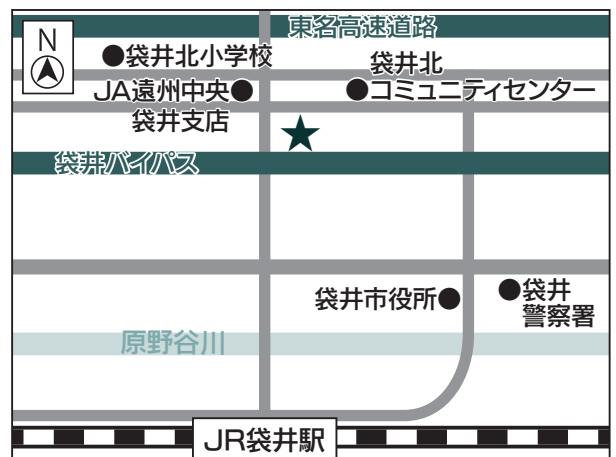 東名高速道路
N
●袋井北小学校
袋井北
●コミュニティセンター
JA遠州中央●
袋井支店
★
袋井バイパス
袋井市役所●
●袋井
警察署
原野谷川
JR袋井駅